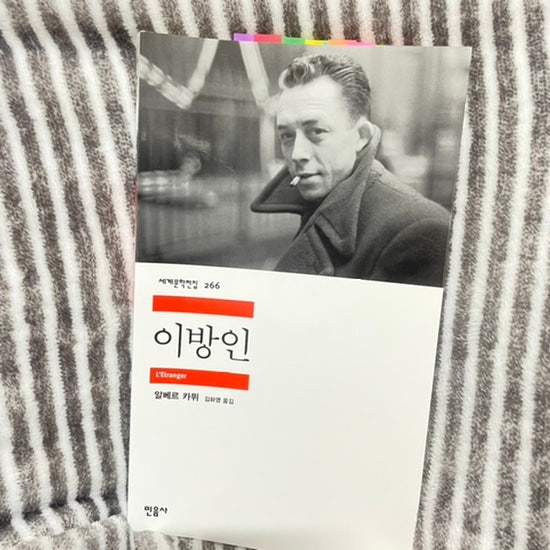 세계문학전집 266
이방인
L'Etranger
알베르 카뮈 김화영 옮김
민음사